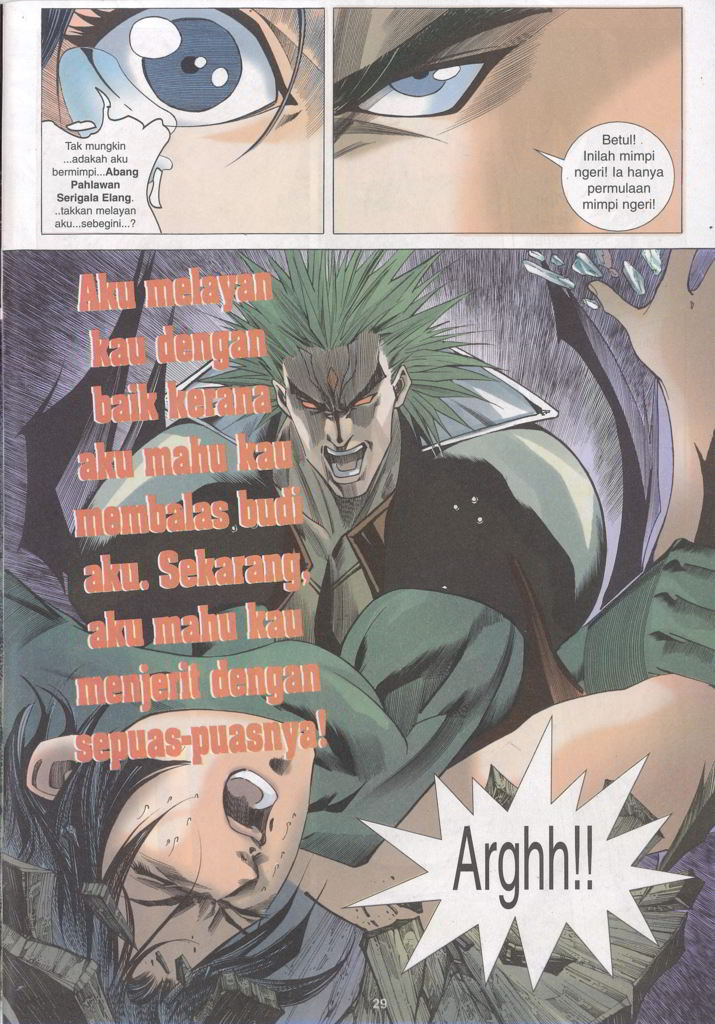 Tak mungkin
...adakah aku
bermimpi...Abang
Pahlawan
Serigala Elang.
..takkan melayan
aku...sebegini...?
Betul!
Inilah mimpi
ngeri! Ia hanya
permulaan
mimpi ngeri!
Aku melayan
kau dengan
baik kerana
aku mahu kau
membalas budi
aku. Sekarang,
aku mahu kau
menjerit dengan
sepuas-puasnya!
Arghh!!
29